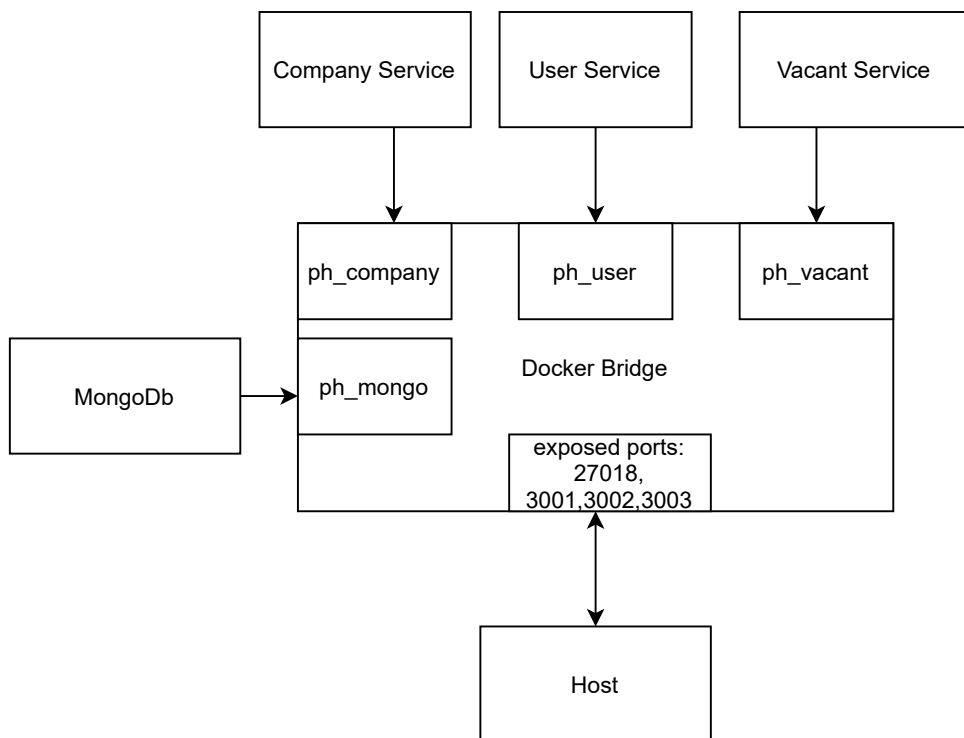 Company Service
User Service
Vacant Service
ph_company
ph_user
ph_vacant
MongoDb
ph_mongo
Docker Bridge
exposed ports:
27018,
3001,3002,3003
Host